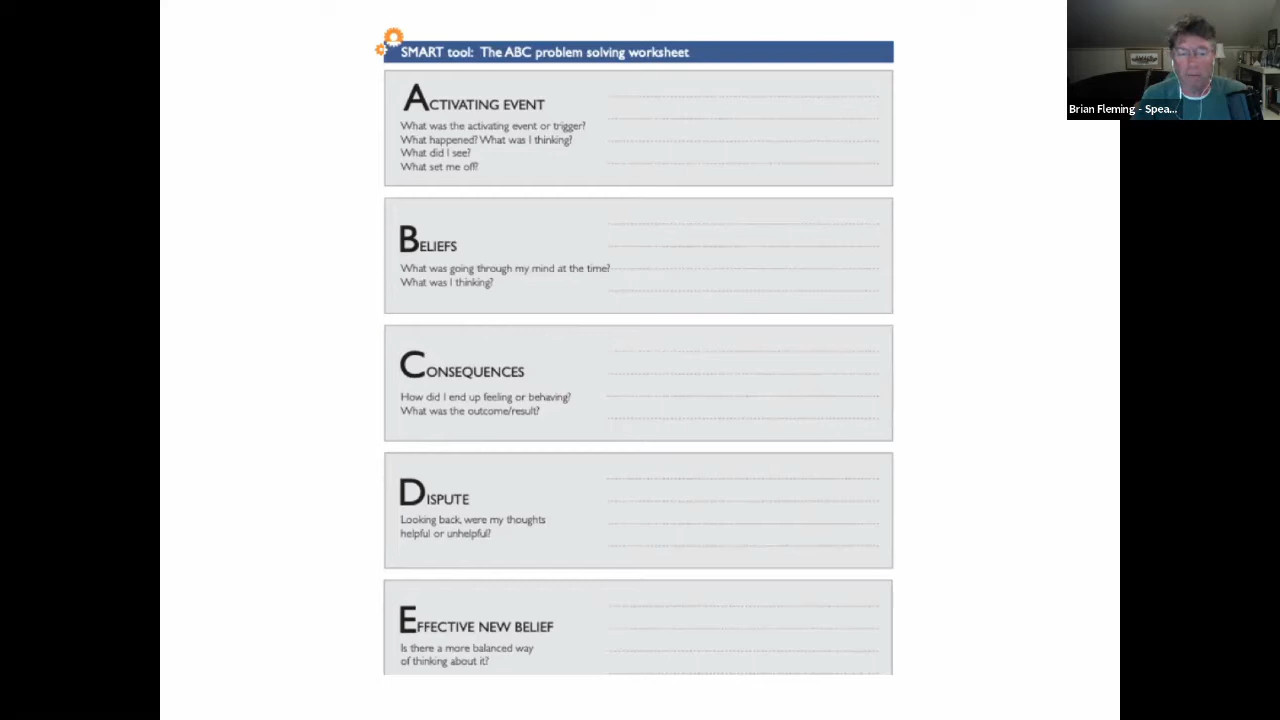 SMART tool: The ABC problem solving worksheet
ACTIVATING EVENT
What was the activating event or trigger?
What happened? What was I thinking?
What did I see?
What set me off?
BELIEFS
What was going through my mind at the time?
What was I thinking?
CONSEQUENCES
How did I end up feeling or behaving?
What was the outcome/result?
DISPUTE
Looking back, were my thoughts
helpful or unhelpful?
EFFECTIVE NEW BELIEF
Is there a more balanced way
of thinking about it?
Brian Fleming - Spea...